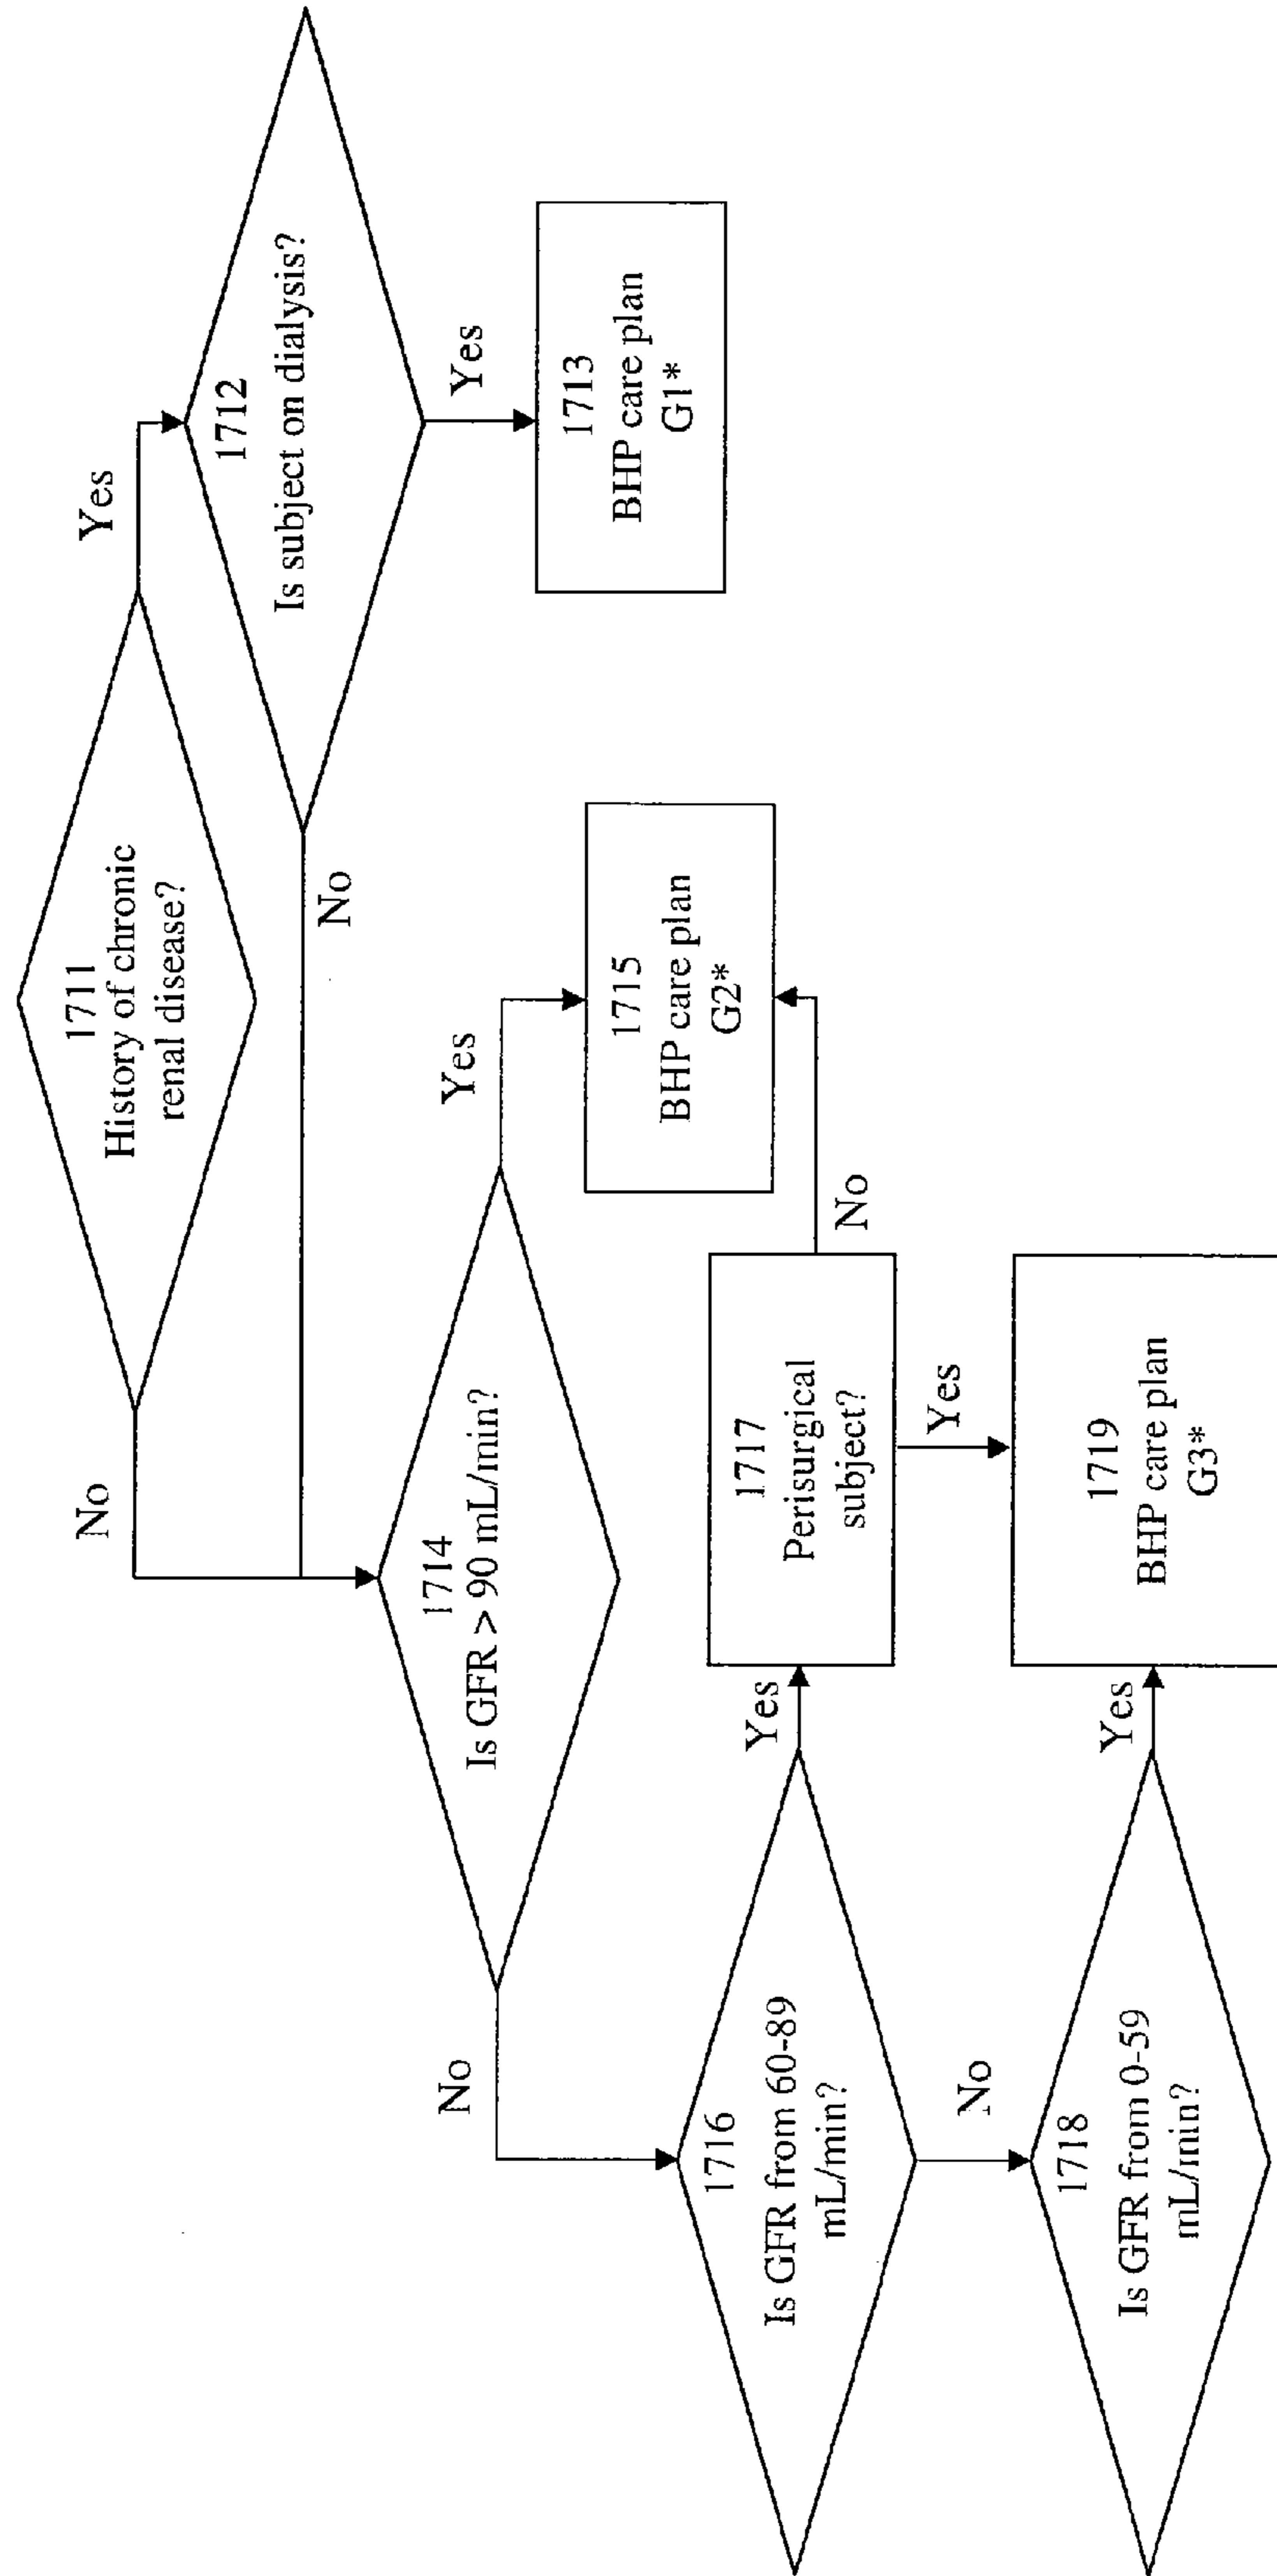 1711
History of chronic
renal disease?
Yes
No
1712
Is subject on dialysis?
Yes
No
1713
BHP care plan
G1*
1714
Is GFR > 90 mL/min?
Yes
No
1715
BHP care plan
G2*
1716
Is GFR from 60-89
mL/min?
Yes
No
1717
Perisurgical
subject?
No
Yes
1718
Is GFR from 0-59
mL/min?
Yes
1719
BHP care plan
G3*